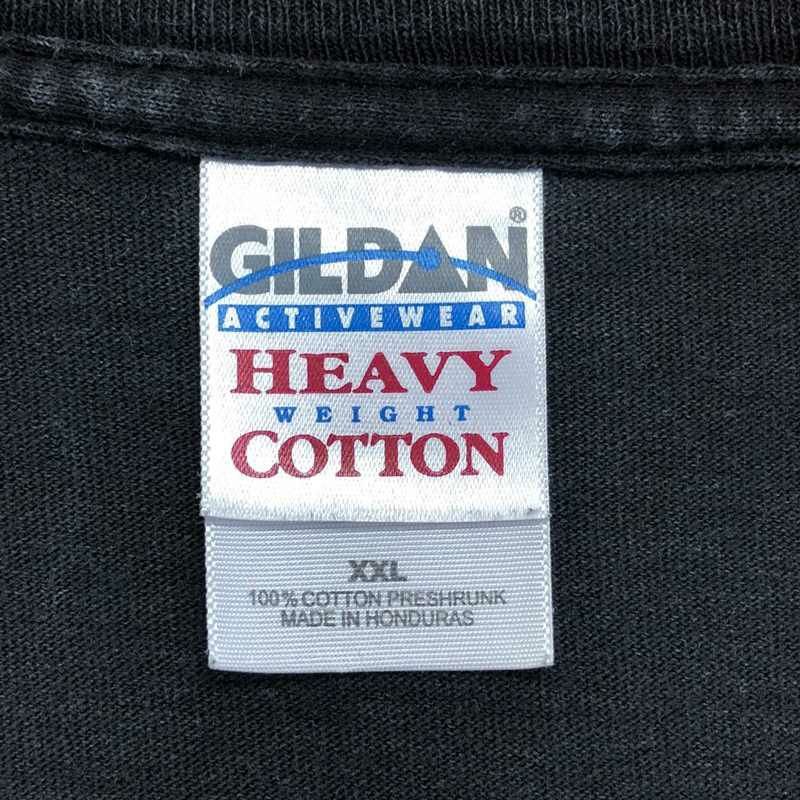 GILDAN®
ACTIVEWEAR
HEAVY
WEIGHT
COTTON
XXL
100% COTTON PRESHRUNK
MADE IN HONDURAS